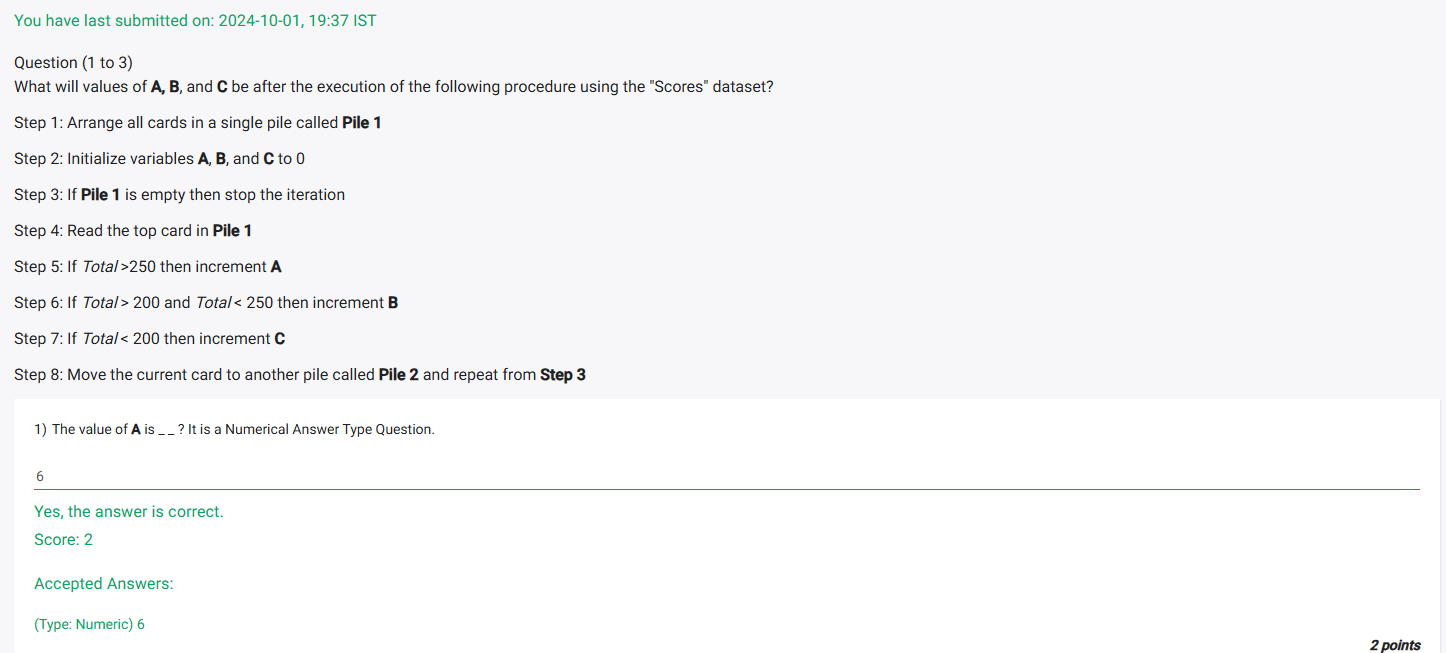 You have last submitted on: 2024-10-01, 19:37 IST
Question (1 to 3)
What will values of A, B, and C be after the execution of the following procedure using the "Scores" dataset?
Step 1: Arrange all cards in a single pile called Pile 1
Step 2: Initialize variables A, B, and C to 0
Step 3: If Pile 1 is empty then stop the iteration
Step 4: Read the top card in Pile 1
Step 5: If Total >250 then increment A
Step 6: If Total > 200 and Total < 250 then increment B
Step 7: If Total < 200 then increment C
Step 8: Move the current card to another pile called Pile 2 and repeat from Step 3
1) The value of A is _ _ ? It is a Numerical Answer Type Question.
6
Yes, the answer is correct.
Score: 2
Accepted Answers:
(Type: Numeric) 6
2 points